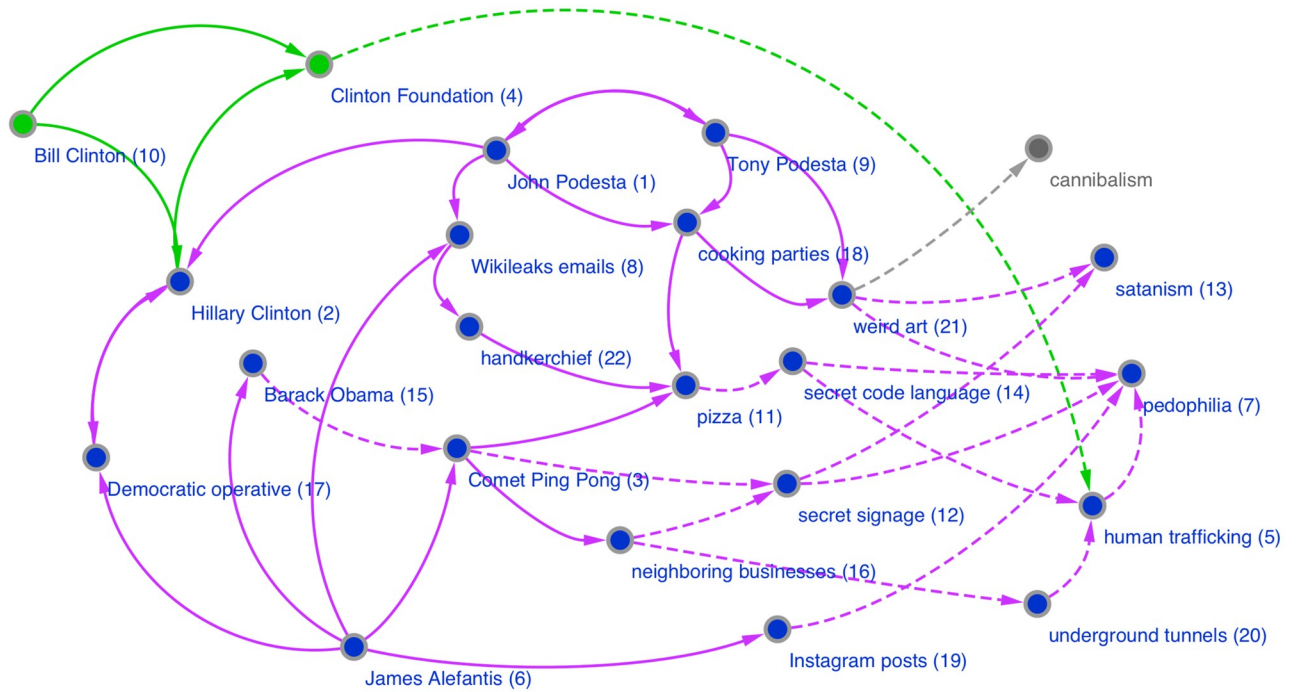 Clinton Foundation (4)
Bill Clinton (10)
Tony Podesta (9)
cannibalism
John Podesta (1)
cooking parties (18)
Wikileaks emails (8)
satanism (13)
Hillary Clinton (2)
weird art (21)
handkerchief (22)
Barack Obama (15)
secret code language (14)
pedophilia (7)
pizza (11)
Comet Ping Pong (3)
Democratic operative (17)
secret signage (12)
human trafficking (5)
neighboring businesses (16)
underground tunnels (20)
Instagram posts (19)
James Alefantis (6)